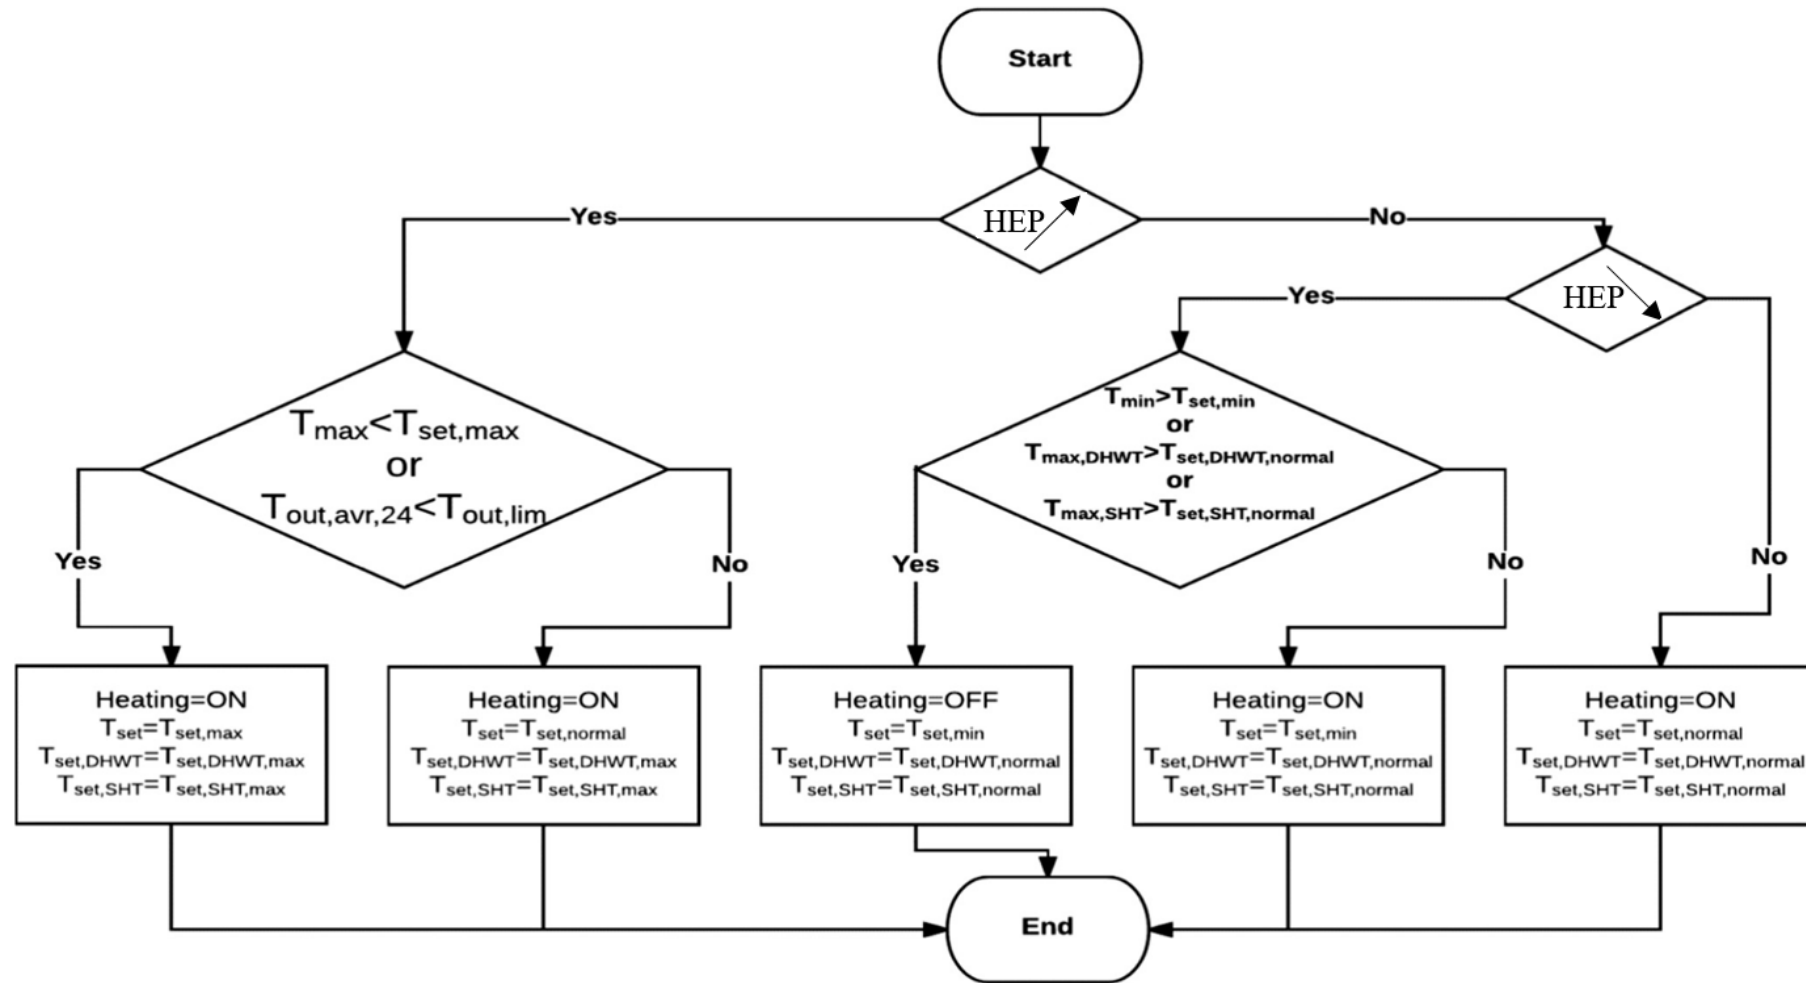 Start
HEP
Yes
No
HEP
Yes
Tmax<Tset,max
or
Tout,avr,24<Tout,lim
Tmin>Tset,min
or
Tmax,DHWT>Tset,DHWT,normal
or
Tmax,SHT>Tset,SHT,normal
Yes
No
Yes
No
No
Heating=ON
Tset=Tset,max
Tset,DHWT=Tset,DHWT,max
Tset,SHT=Tset,SHT,max
Heating=ON
Tset=Tset,normal
Tset,DHWT=Tset,DHWT,max
Tset,SHT=Tset,SHT,max
Heating=OFF
Tset=Tset,min
Tset,DHWT=Tset,DHWT,normal
Tset,SHT=Tset,SHT,normal
Heating=ON
Tset=Tset,min
Tset,DHWT=Tset,DHWT,normal
Tset,SHT=Tset,SHT,normal
Heating=ON
Tset=Tset,normal
Tset,DHWT=Tset,DHWT,normal
Tset,SHT=Tset,SHT,normal
End